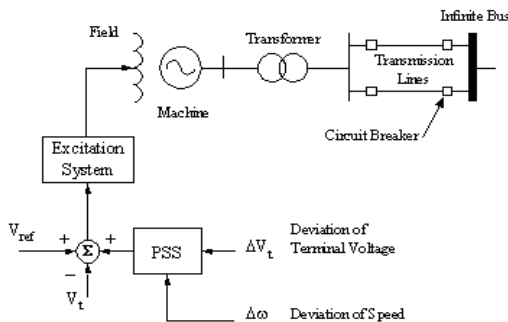 Infinite Bus
Field
Transformer
Transmission
Lines
Machine
Circuit Breaker
Excitation
System
V_ref
+
Σ
+
PSS
ΔV_t
Deviation of
Terminal Voltage
−
V_t
Δω
Deviation of Speed